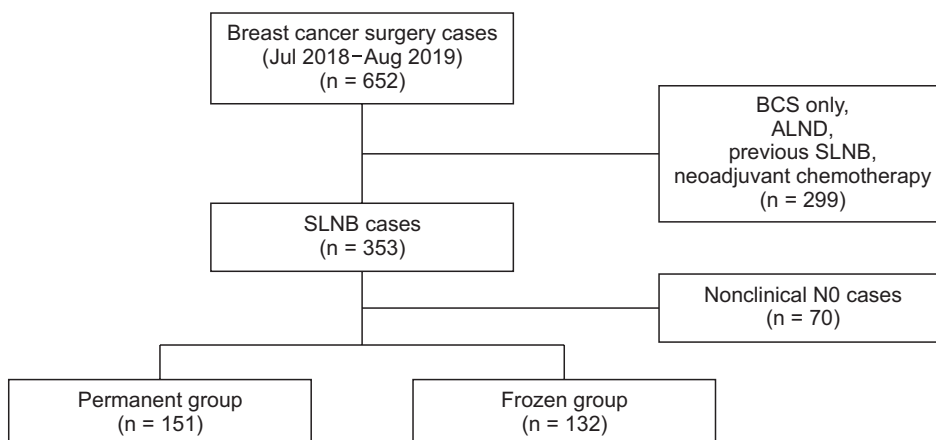 Breast cancer surgery cases
(Jul 2018−Aug 2019)
(n = 652)
BCS only,
ALND,
previous SLNB,
neoadjuvant chemotherapy
(n = 299)
SLNB cases
(n = 353)
Nonclinical N0 cases
(n = 70)
Permanent group
(n = 151)
Frozen group
(n = 132)